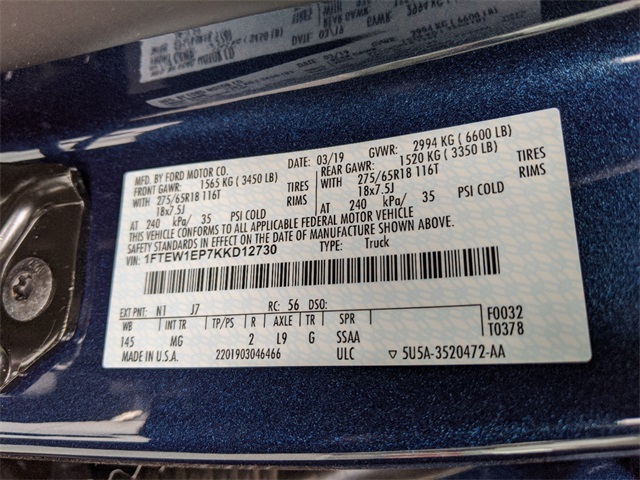 MFD. BY FORD MOTOR CO.
DATE: 03/19 GVWR: 2994 KG ( 6600 LB)
FRONT GAWR: 1565 KG ( 3450 LB) REAR GAWR: 1520 KG ( 3350 LB)
WITH 275/65R18 116T TIRES WITH 275/65R18 116T TIRES
18x7.5J RIMS 18x7.5J RIMS
AT 240 kPa/ 35 PSI COLD AT 240 kPa/ 35 PSI COLD
THIS VEHICLE CONFORMS TO ALL APPLICABLE FEDERAL MOTOR VEHICLE
SAFETY STANDARDS IN EFFECT ON THE DATE OF MANUFACTURE SHOWN ABOVE.
VIN: 1FTEW1EP7KKD12730 TYPE: Truck
EXT PNT: N1 J7 RC: 56 DSO: F0032
WB INT TR TP/PS R AXLE TR SPR T0378
145 MG 2 L9 G SSAA
MADE IN U.S.A. 2201903046466 ULC ▽ 5U5A-3520472-AA